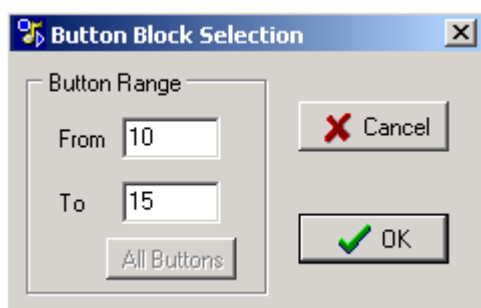 Button Block Selection
Button Range
From 10
To 15
All Buttons
Cancel
OK